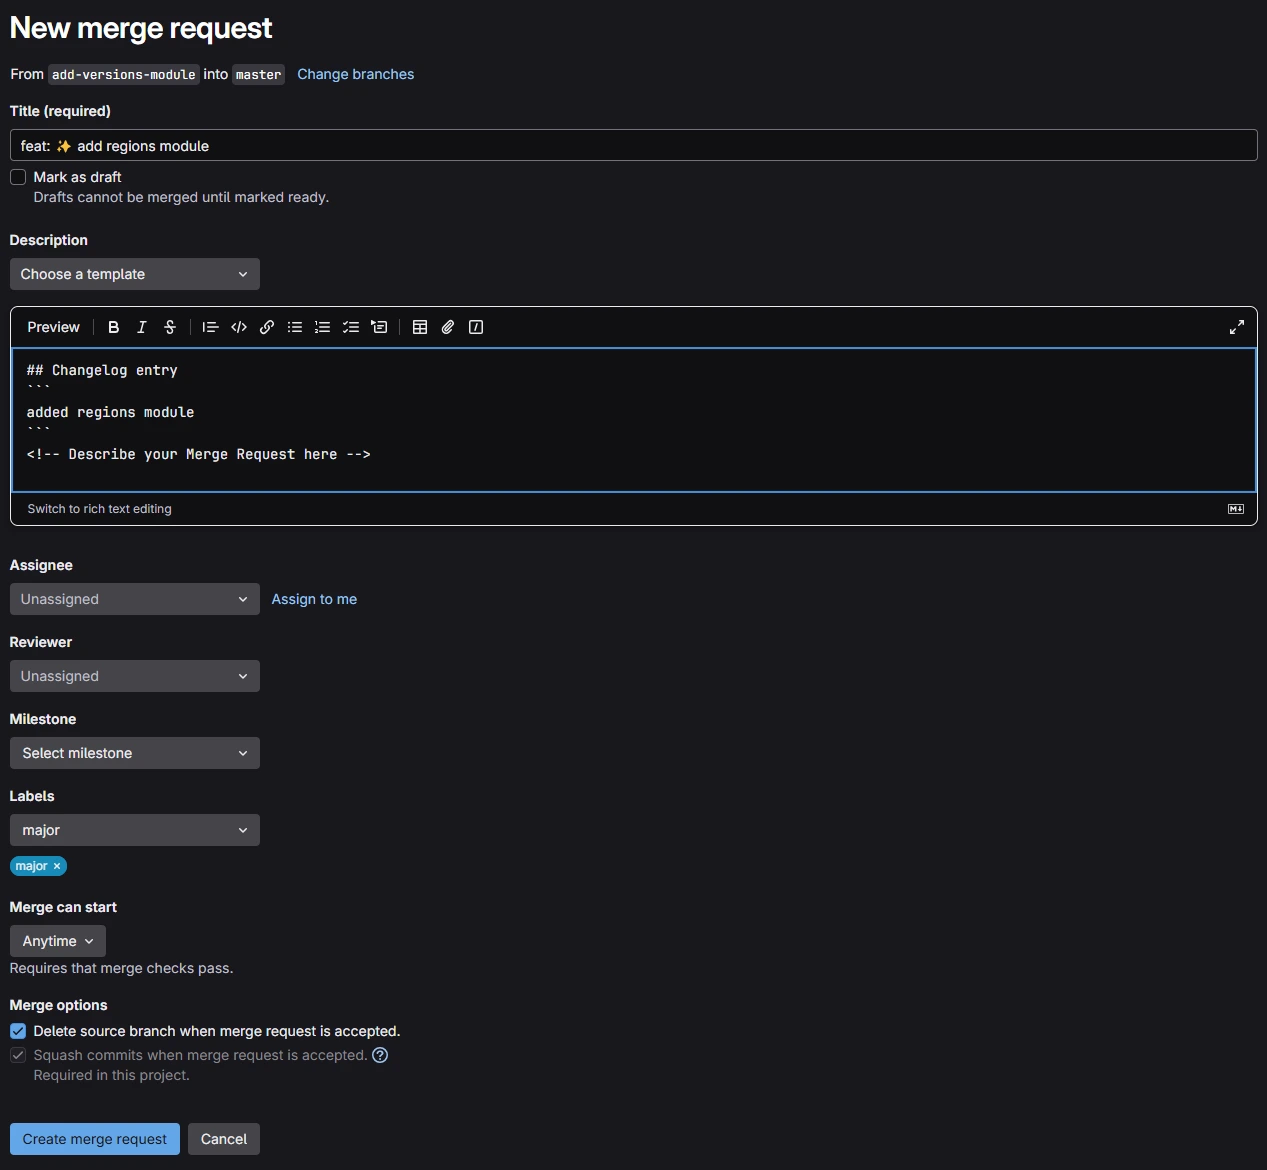 New merge request
From add-versions-module into master Change branches
Title (required)
feat: ✨ add regions module
Mark as draft
Drafts cannot be merged until marked ready.
Description
Choose a template
Preview
## Changelog entry
```
added regions module
```
<!-- Describe your Merge Request here -->
Switch to rich text editing
Assignee
Unassigned Assign to me
Reviewer
Unassigned
Milestone
Select milestone
Labels
major
major ×
Merge can start
Anytime
Requires that merge checks pass.
Merge options
Delete source branch when merge request is accepted.
Squash commits when merge request is accepted. ?
Required in this project.
Create merge request Cancel